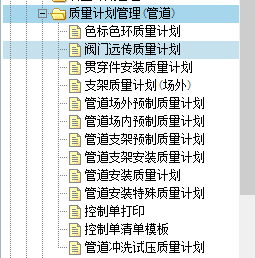 质量计划管理(管道)
色标色环质量计划
阀门远传质量计划
贯穿件安装质量计划
支架质量计划(场外)
管道场外预制质量计划
管道场内预制质量计划
管道支架预制质量计划
管道支架安装质量计划
管道安装质量计划
管道安装特殊质量计划
控制单打印
控制单清单模板
管道冲洗试压质量计划